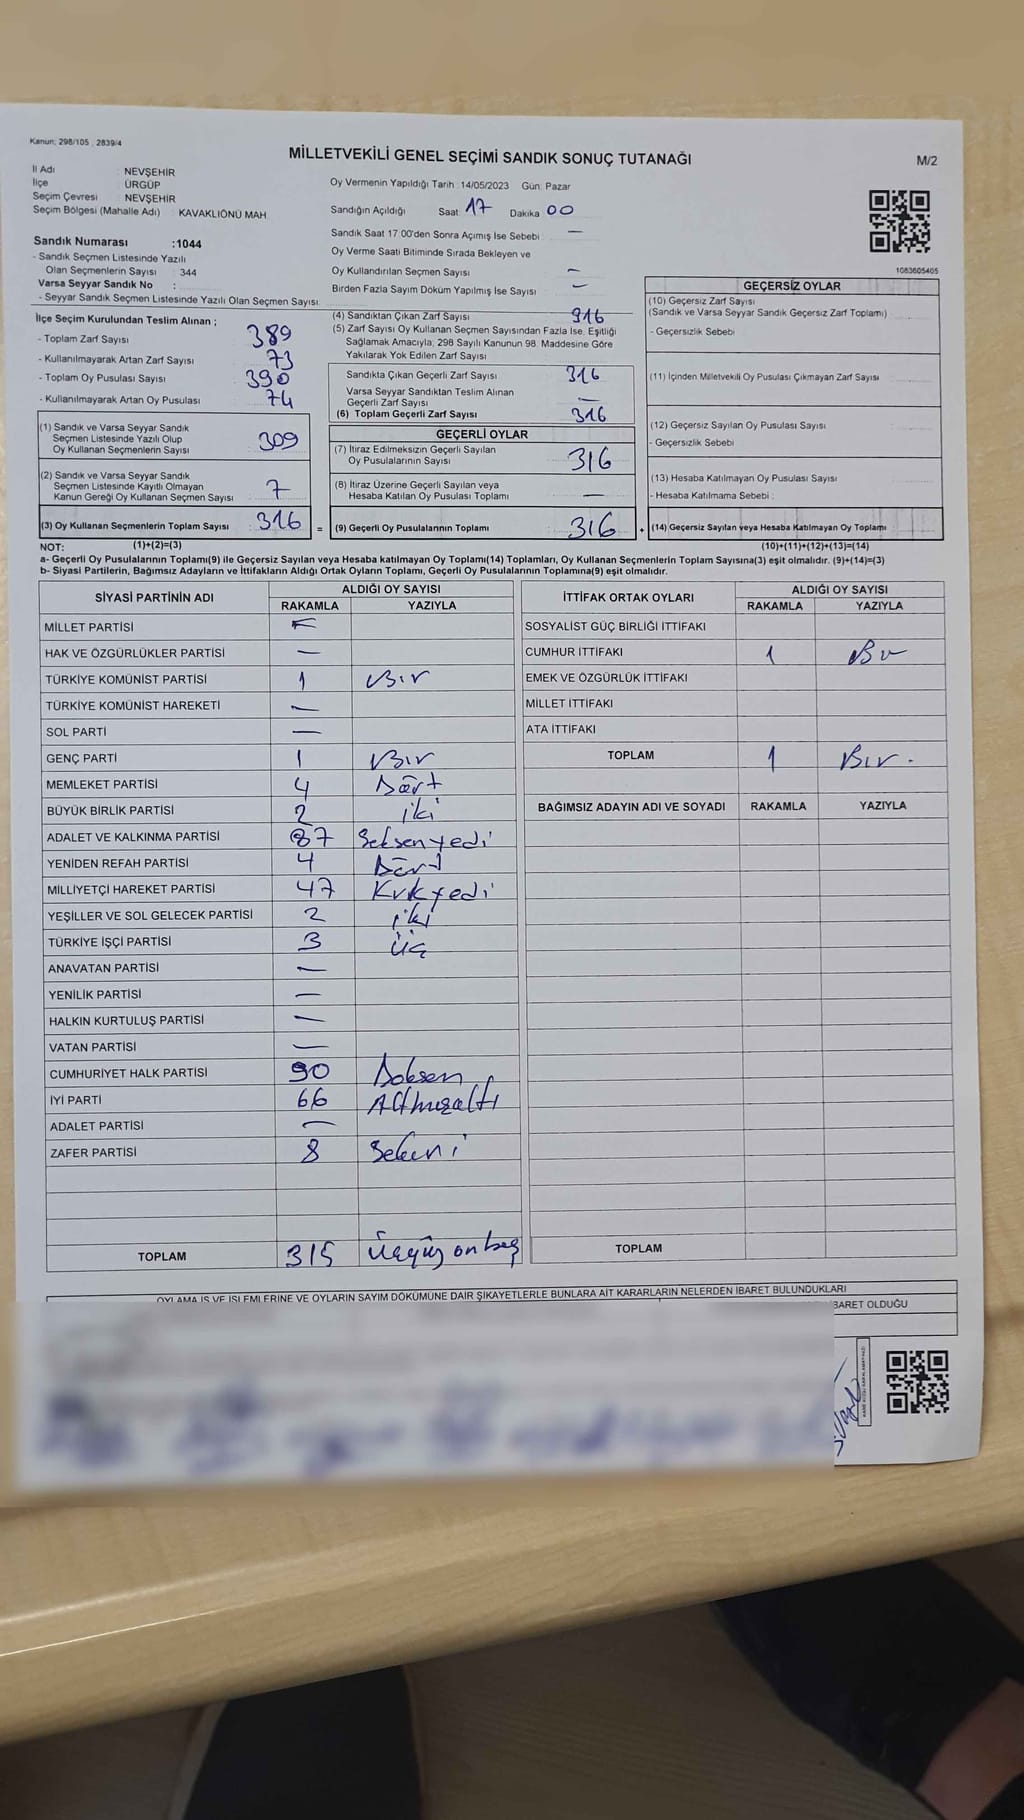 Kanun; 298/105 , 2839/4
MİLLETVEKİLİ GENEL SEÇİMİ SANDIK SONUÇ TUTANAĞI
M/2
İl Adı : NEVŞEHİR
İlçe : ÜRGÜP
Seçim Çevresi : NEVŞEHİR
Seçim Bölgesi (Mahalle Adı) : KAVAKLIÖNÜ MAH
Sandık Numarası :1044
- Sandık Seçmen Listesinde Yazılı
Olan Seçmenlerin Sayısı : 344
Varsa Seyyar Sandık No :
- Seyyar Sandık Seçmen Listesinde Yazılı Olan Seçmen Sayısı
Oy Vermenin Yapıldığı Tarih :14/05/2023 Gün: Pazar
Sandığın Açıldığı Saat: 17 Dakika 00
Sandık Saat 17:00'den Sonra Açımış İse Sebebi : —
Oy Verme Saati Bitiminde Sırada Bekleyen ve
Oy Kullandırılan Seçmen Sayısı —
Birden Fazla Sayım Döküm Yapılmış İse Sayısı —
1083605405
İlçe Seçim Kurulundan Teslim Alınan ;
- Toplam Zarf Sayısı 389
- Kullanılmayarak Artan Zarf Sayısı 73
- Toplam Oy Pusulası Sayısı 390
- Kullanılmayarak Artan Oy Pusulası 74
(1) Sandık ve Varsa Seyyar Sandık
Seçmen Listesinde Yazılı Olup
Oy Kullanan Seçmenlerin Sayısı 309
(2) Sandık ve Varsa Seyyar Sandık
Seçmen Listesinde Kayıtlı Olmayan
Kanun Gereği Oy Kullanan Seçmen Sayısı 7
(3) Oy Kullanan Seçmenlerin Toplam Sayısı 316 =
(1)+(2)=(3)
(4) Sandıktan Çıkan Zarf Sayısı 316
(5) Zarf Sayısı Oy Kullanan Seçmen Sayısından Fazla İse, Eşitliği
Sağlamak Amacıyla; 298 Sayılı Kanunun 98. Maddesine Göre
Yakılarak Yok Edilen Zarf Sayısı
Sandıkta Çıkan Geçerli Zarf Sayısı 316
Varsa Seyyar Sandıktan Teslim Alınan
Geçerli Zarf Sayısı —
(6) Toplam Geçerli Zarf Sayısı 316
GEÇERLİ OYLAR
(7) İtiraz Edilmeksizin Geçerli Sayılan
Oy Pusulalarının Sayısı 316
(8) İtiraz Üzerine Geçerli Sayılan veya
Hesaba Katılan Oy Pusulası Toplamı —
(9) Geçerli Oy Pusulalarının Toplamı 316 +
GEÇERSİZ OYLAR
(10) Geçersiz Zarf Sayısı
(Sandık ve Varsa Seyyar Sandık Geçersiz Zarf Toplamı)
- Geçersizlik Sebebi
(11) İçinden Milletvekili Oy Pusulası Çıkmayan Zarf Sayısı
(12) Geçersiz Sayılan Oy Pusulası Sayısı
- Geçersizlik Sebebi
(13) Hesaba Katılmayan Oy Pusulası Sayısı
- Hesaba Katılmama Sebebi :
(14) Geçersiz Sayılan veya Hesaba Katılmayan Oy Toplamı
(10)+(11)+(12)+(13)=(14)
NOT:
a- Geçerli Oy Pusulalarının Toplamı(9) ile Geçersiz Sayılan veya Hesaba katılmayan Oy Toplamı(14) Toplamları, Oy Kullanan Seçmenlerin Toplam Sayısına(3) eşit olmalıdır. (9)+(14)=(3)
b- Siyasi Partilerin, Bağımsız Adayların ve İttifakların Aldığı Ortak Oyların Toplamı, Geçerli Oy Pusulalarının Toplamına(9) eşit olmalıdır.
SİYASİ PARTİNİN ADI ALDIĞI OY SAYISI
RAKAMLA YAZIYLA
MİLLET PARTİSİ
HAK VE ÖZGÜRLÜKLER PARTİSİ —
TÜRKİYE KOMÜNİST PARTİSİ 1 Bir
TÜRKİYE KOMÜNİST HAREKETİ —
SOL PARTİ —
GENÇ PARTİ 1 Bir
MEMLEKET PARTİSİ 4 Dört
BÜYÜK BİRLİK PARTİSİ 2 iki
ADALET VE KALKINMA PARTİSİ 87 Seksenyedi
YENİDEN REFAH PARTİSİ 4 Dört
MİLLİYETÇİ HAREKET PARTİSİ 47 Kırkyedi
YEŞİLLER VE SOL GELECEK PARTİSİ 2 iki
TÜRKİYE İŞÇİ PARTİSİ 3 üç
ANAVATAN PARTİSİ —
YENİLİK PARTİSİ —
HALKIN KURTULUŞ PARTİSİ —
VATAN PARTİSİ —
CUMHURİYET HALK PARTİSİ 90 Doksan
İYİ PARTİ 66 Altmışaltı
ADALET PARTİSİ —
ZAFER PARTİSİ 8 Sekiz
TOPLAM 315 Üçyüzonbeş
İTTİFAK ORTAK OYLARI ALDIĞI OY SAYISI
RAKAMLA YAZIYLA
SOSYALİST GÜÇ BİRLİĞİ İTTİFAKI
CUMHUR İTTİFAKI 1 Bir
EMEK VE ÖZGÜRLÜK İTTİFAKI
MİLLET İTTİFAKI
ATA İTTİFAKI
TOPLAM 1 Bir.
BAĞIMSIZ ADAYIN ADI VE SOYADI RAKAMLA YAZIYLA
TOPLAM
OYLAMA İŞ VE İŞLEMLERİNE VE OYLARIN SAYIM DÖKÜMÜNE DAİR ŞİKAYETLERLE BUNLARA AİT KARARLARIN NELERDEN İBARET BULUNDUKLARI
İBARET OLDUĞU